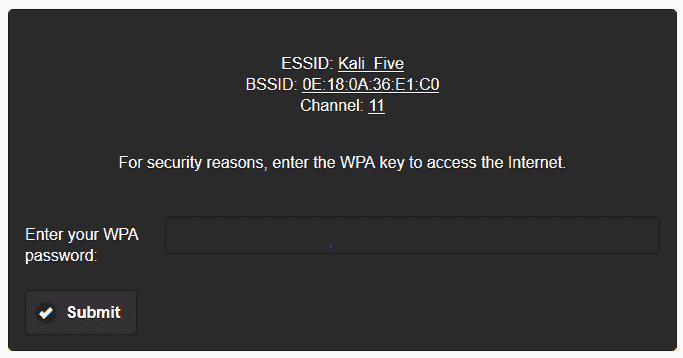 ESSID: Kali_Five
BSSID: 0E:18:0A:36:E1:C0
Channel: 11
For security reasons, enter the WPA key to access the Internet.
Enter your WPA
password:
Submit